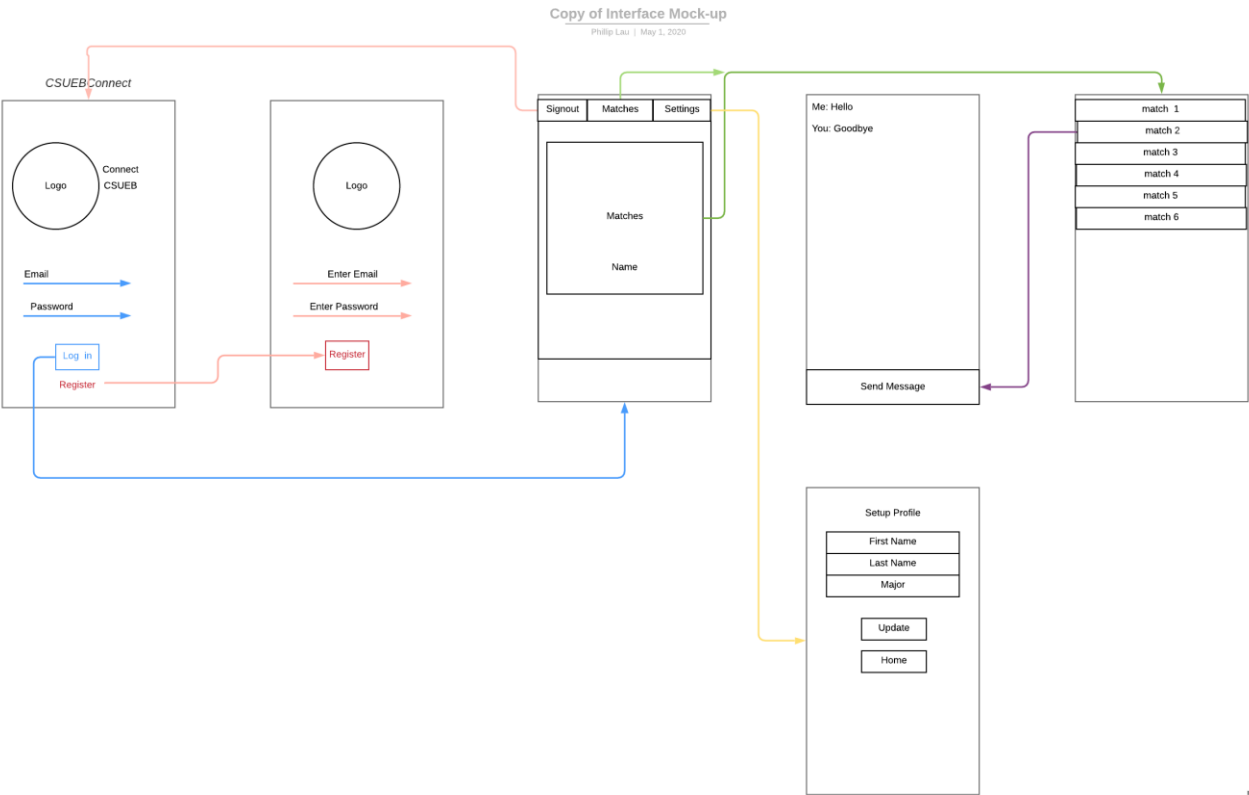 Copy of Interface Mock-up
Phillip Lau | May 1, 2020
CSUEBConnect
Logo
Connect
CSUEB
Email
Password
Log in
Register
Logo
Enter Email
Enter Password
Register
Signout
Matches
Settings
Matches
Name
Me: Hello
You: Goodbye
Send Message
match 1
match 2
match 3
match 4
match 5
match 6
Setup Profile
First Name
Last Name
Major
Update
Home